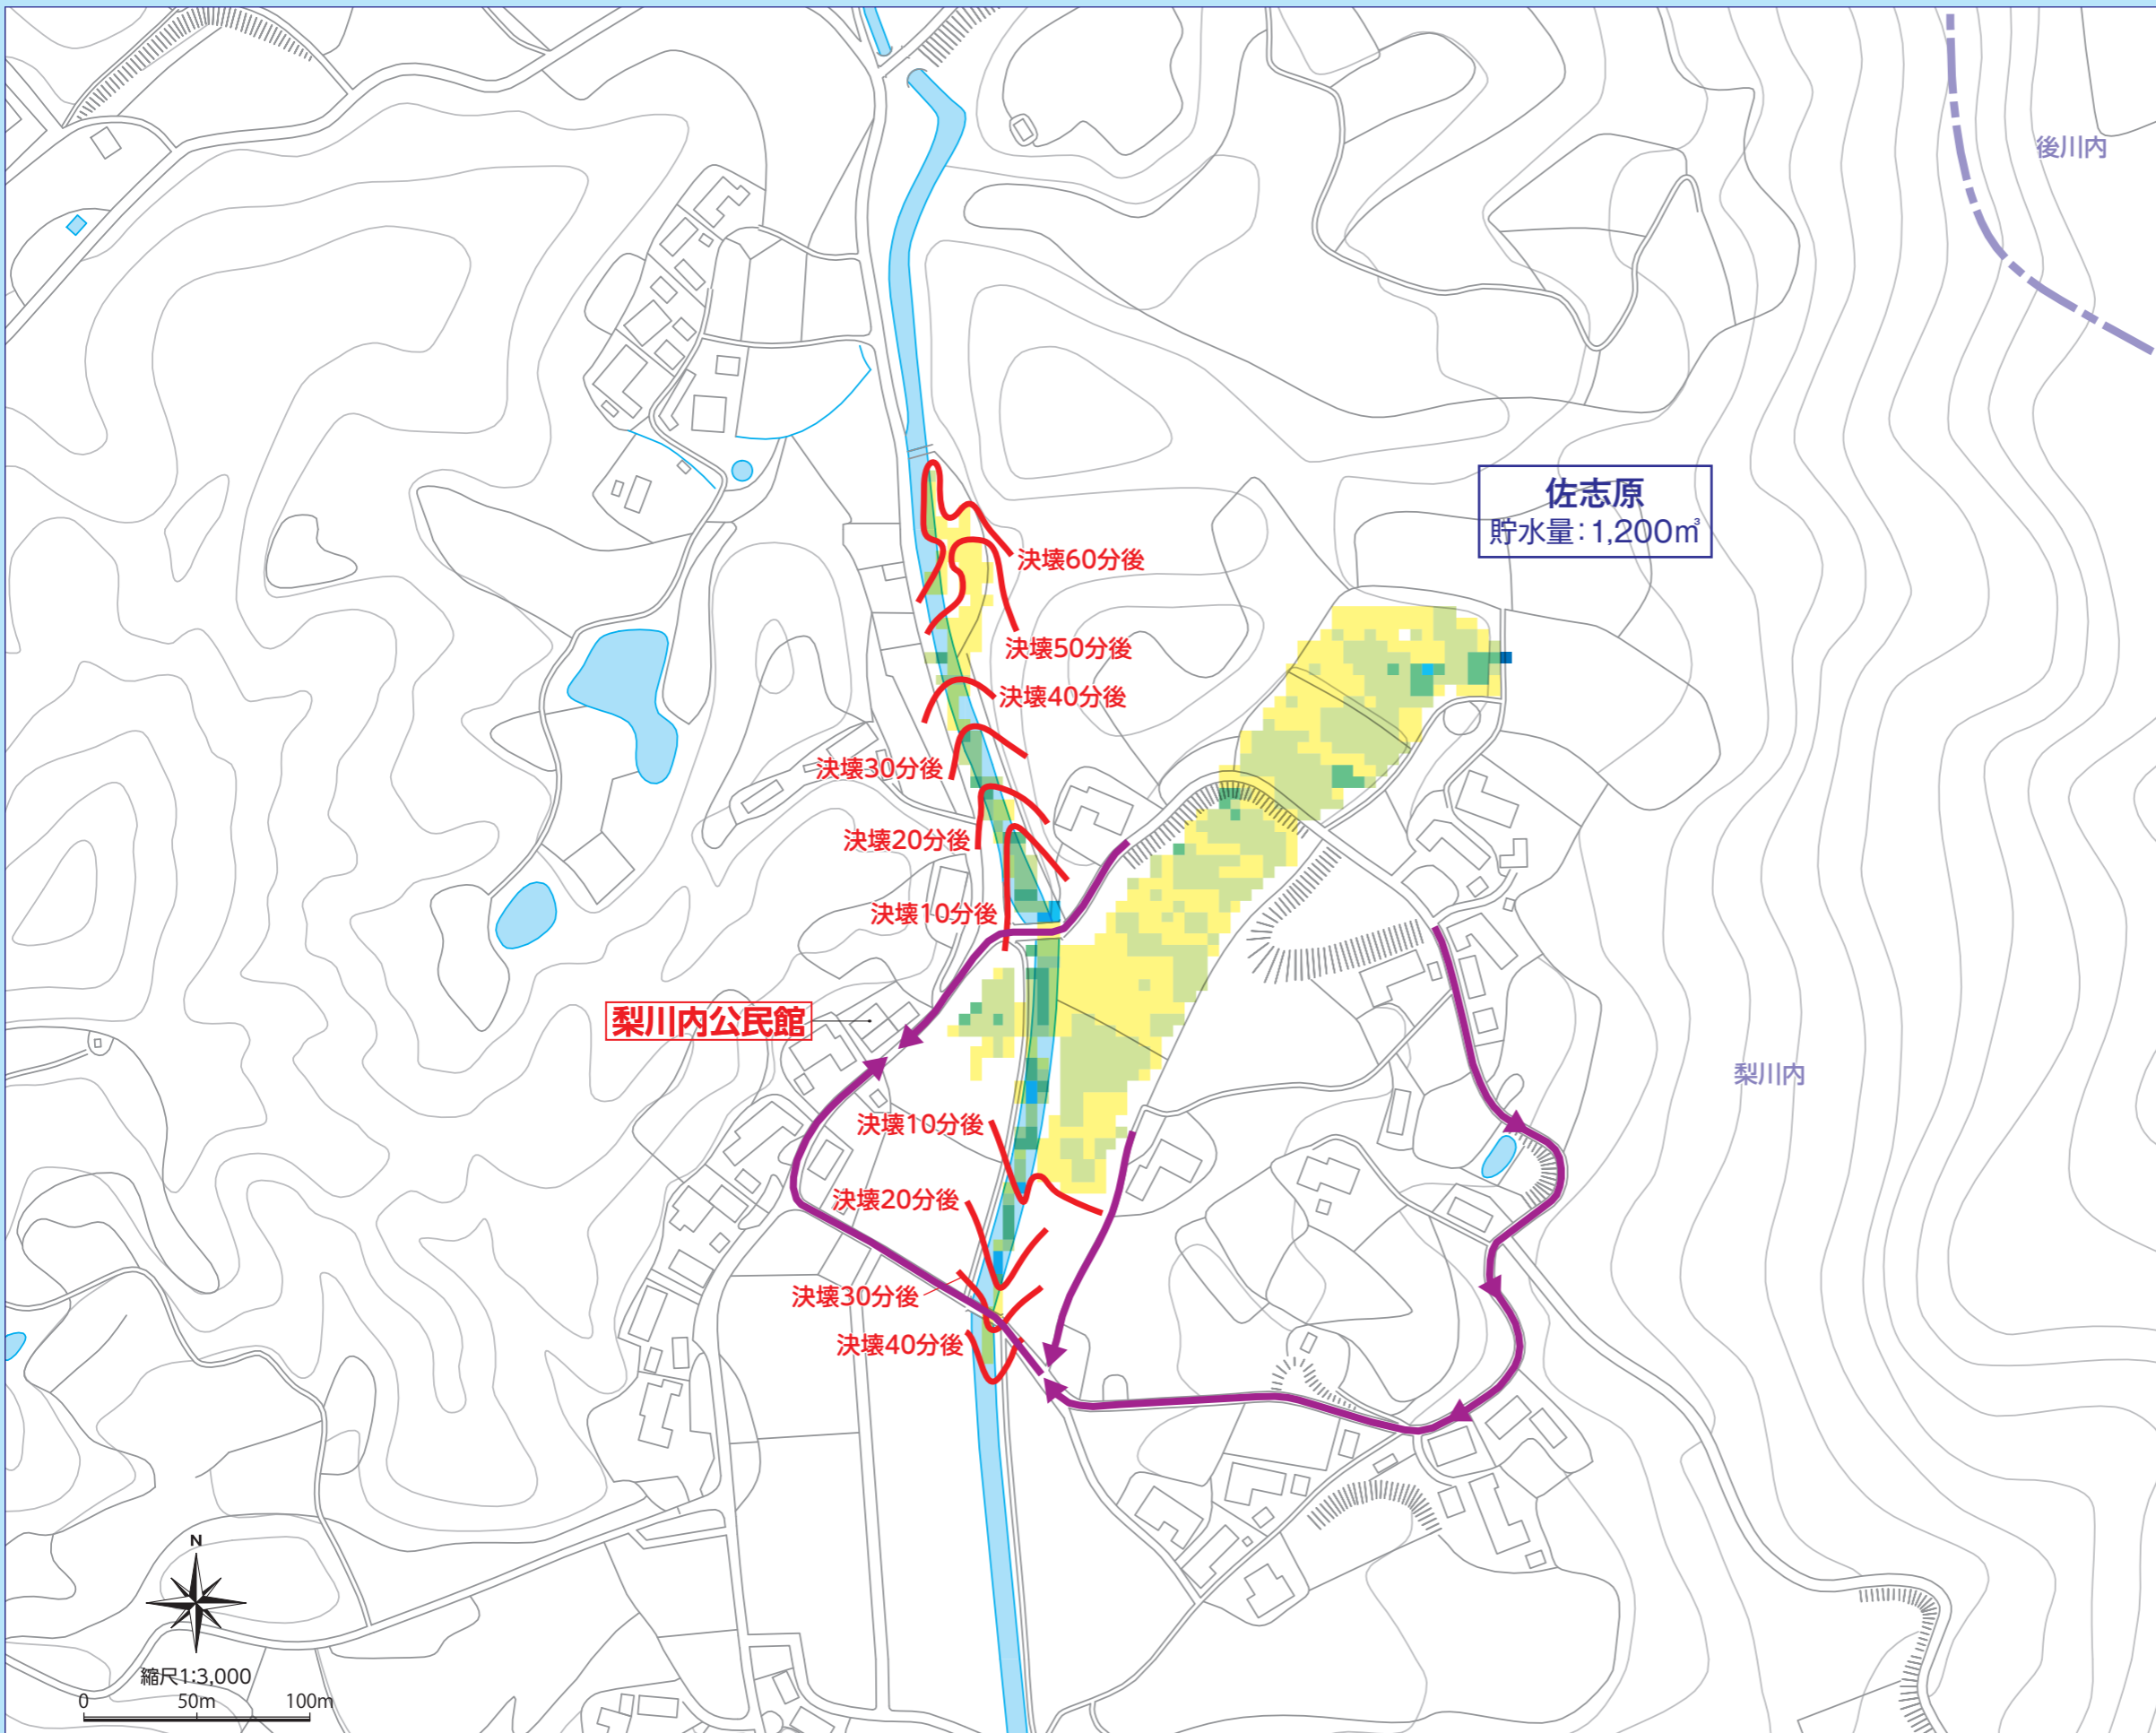 後川内
佐志原
貯水量：1,200㎥
決壊60分後
決壊50分後
決壊40分後
決壊30分後
決壊20分後
決壊10分後
梨川内公民館
梨川内
決壊10分後
決壊20分後
決壊30分後
決壊40分後
N
縮尺1:3,000
0 50m 100m